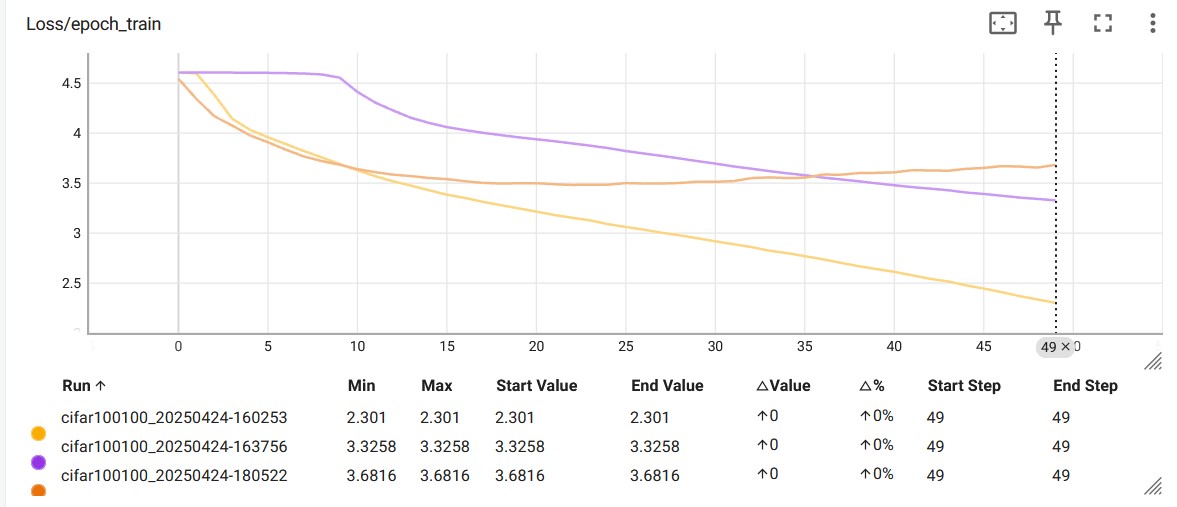 Loss/epoch_train
4.5
4
3.5
3
2.5
0 5 10 15 20 25 30 35 40 45 49 × 0
Run ↑ Min Max Start Value End Value △Value △% Start Step End Step
cifar100100_20250424-160253 2.301 2.301 2.301 2.301 ↑0 ↑0% 49 49
cifar100100_20250424-163756 3.3258 3.3258 3.3258 3.3258 ↑0 ↑0% 49 49
cifar100100_20250424-180522 3.6816 3.6816 3.6816 3.6816 ↑0 ↑0% 49 49